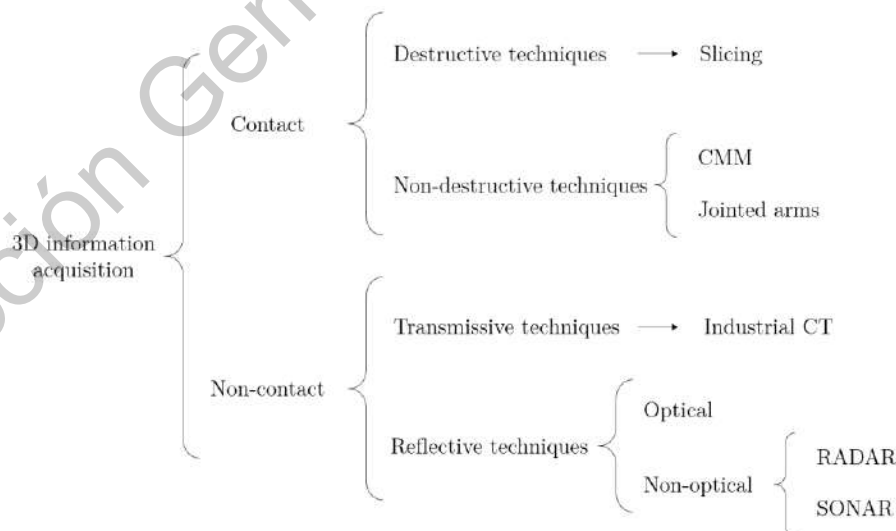 Destructive techniques
Slicing
Contact
Non-destructive techniques
CMM
Jointed arms
3D information
acquisition
Transmissive techniques
Industrial CT
Non-contact
Reflective techniques
Optical
Non-optical
RADAR
SONAR